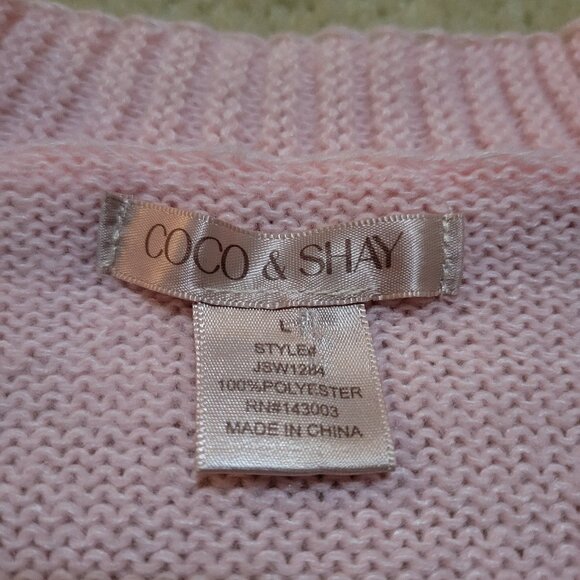 COCO & SHAY
L
STYLE#
JSW1284
100%POLYESTER
RN#143003
MADE IN CHINA